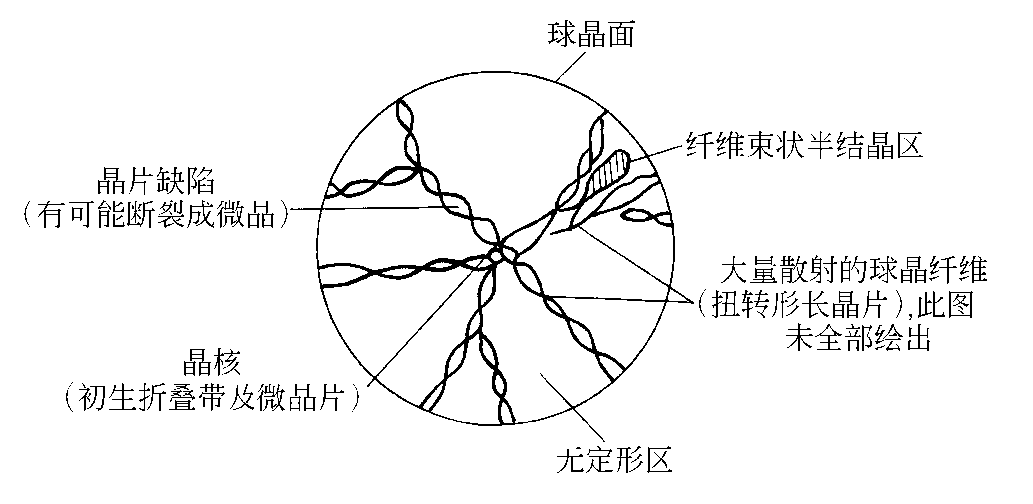 球晶面
纤维束状半结晶区
晶片缺陷
(有可能断裂成微品)
大量散射的球晶纤维
(扭转形长晶片),此图
未全部绘出
晶核
(初生折叠带及微品片)
无定形区